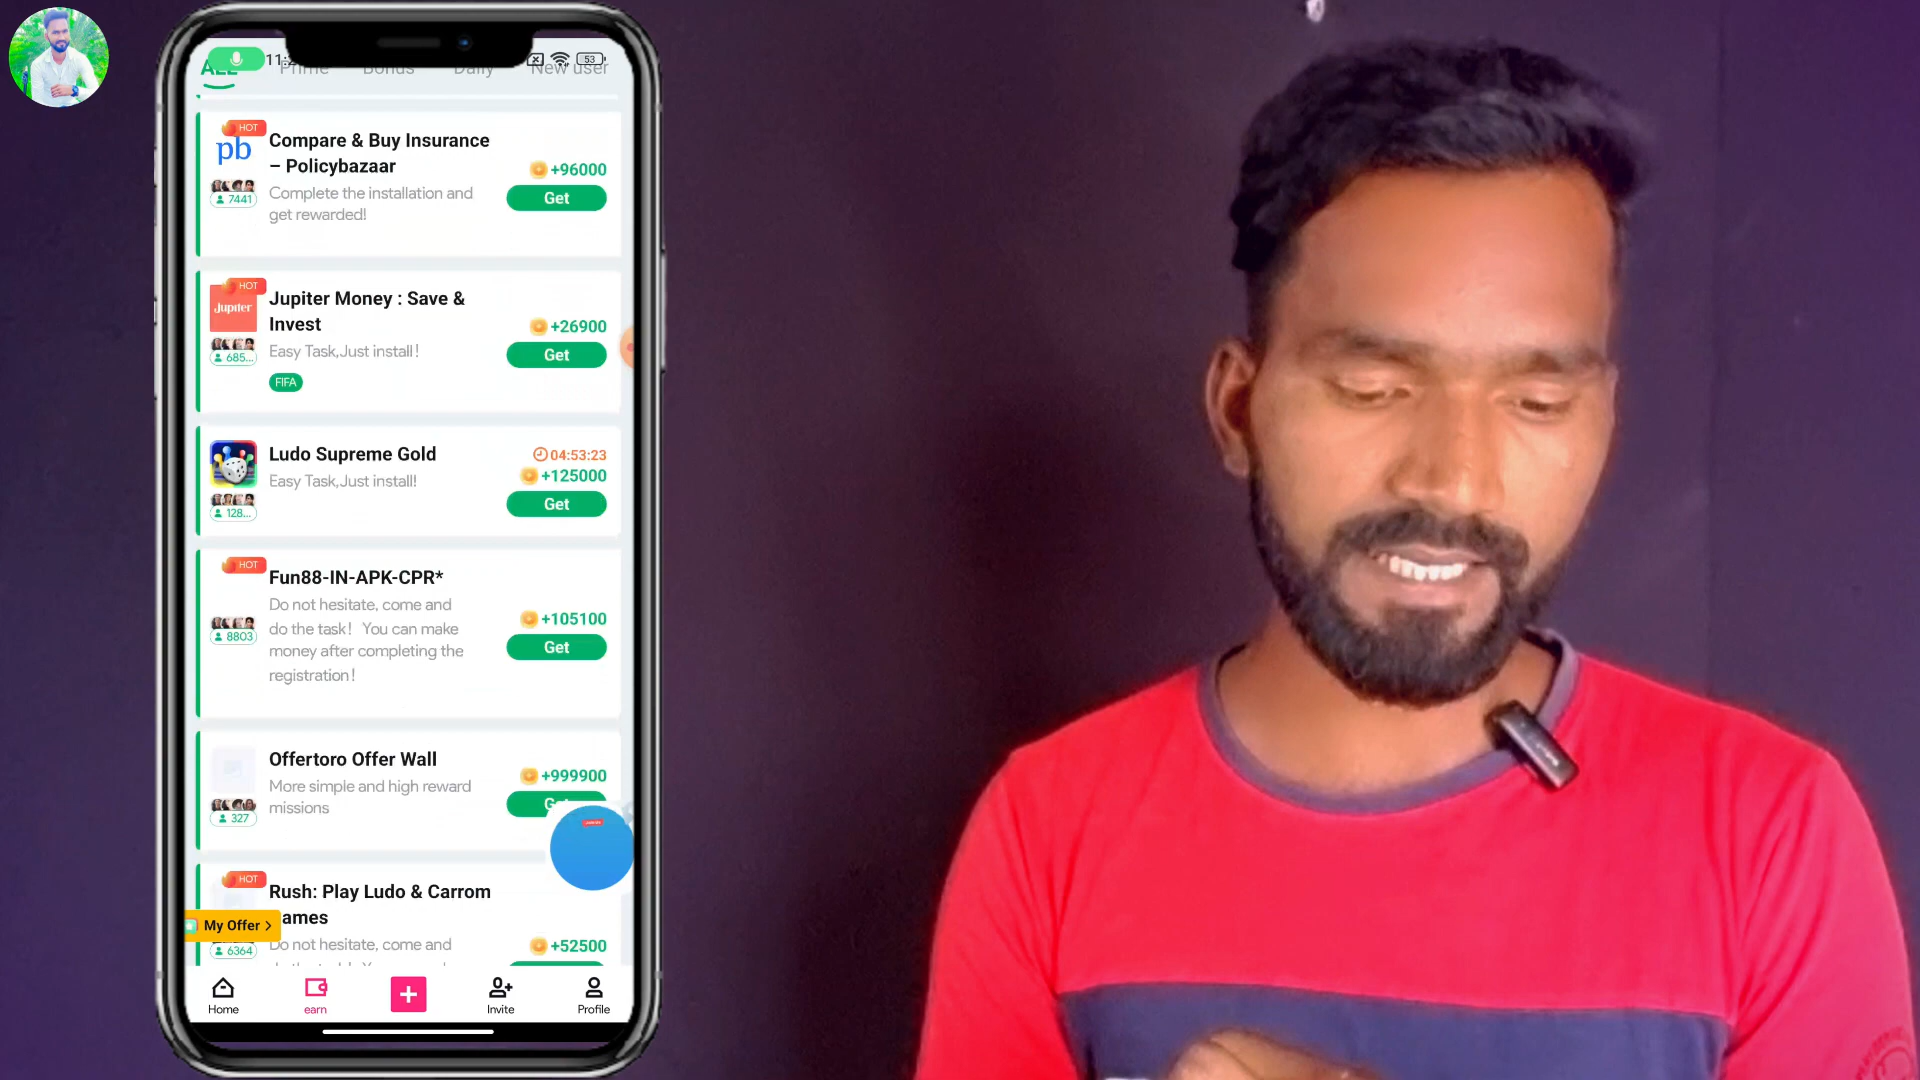 ALL Prime Bonus Daily New user
53
HOT
pb
Compare & Buy Insurance
– Policybazaar
Complete the installation and
get rewarded!
7441
+96000
Get
HOT
Jupiter
Jupiter Money : Save &
Invest
Easy Task,Just install!
FIFA
685...
+26900
Get
Ludo Supreme Gold
Easy Task,Just install!
128...
04:53:23
+125000
Get
HOT
Fun88-IN-APK-CPR*
Do not hesitate, come and
do the task! You can make
money after completing the
registration!
8803
+105100
Get
Offertoro Offer Wall
More simple and high reward
missions
327
+999900
Get
HOT
Rush: Play Ludo & Carrom
ames
Do not hesitate, come and
6364
+52500
My Offer >
Home
earn
Invite
Profile